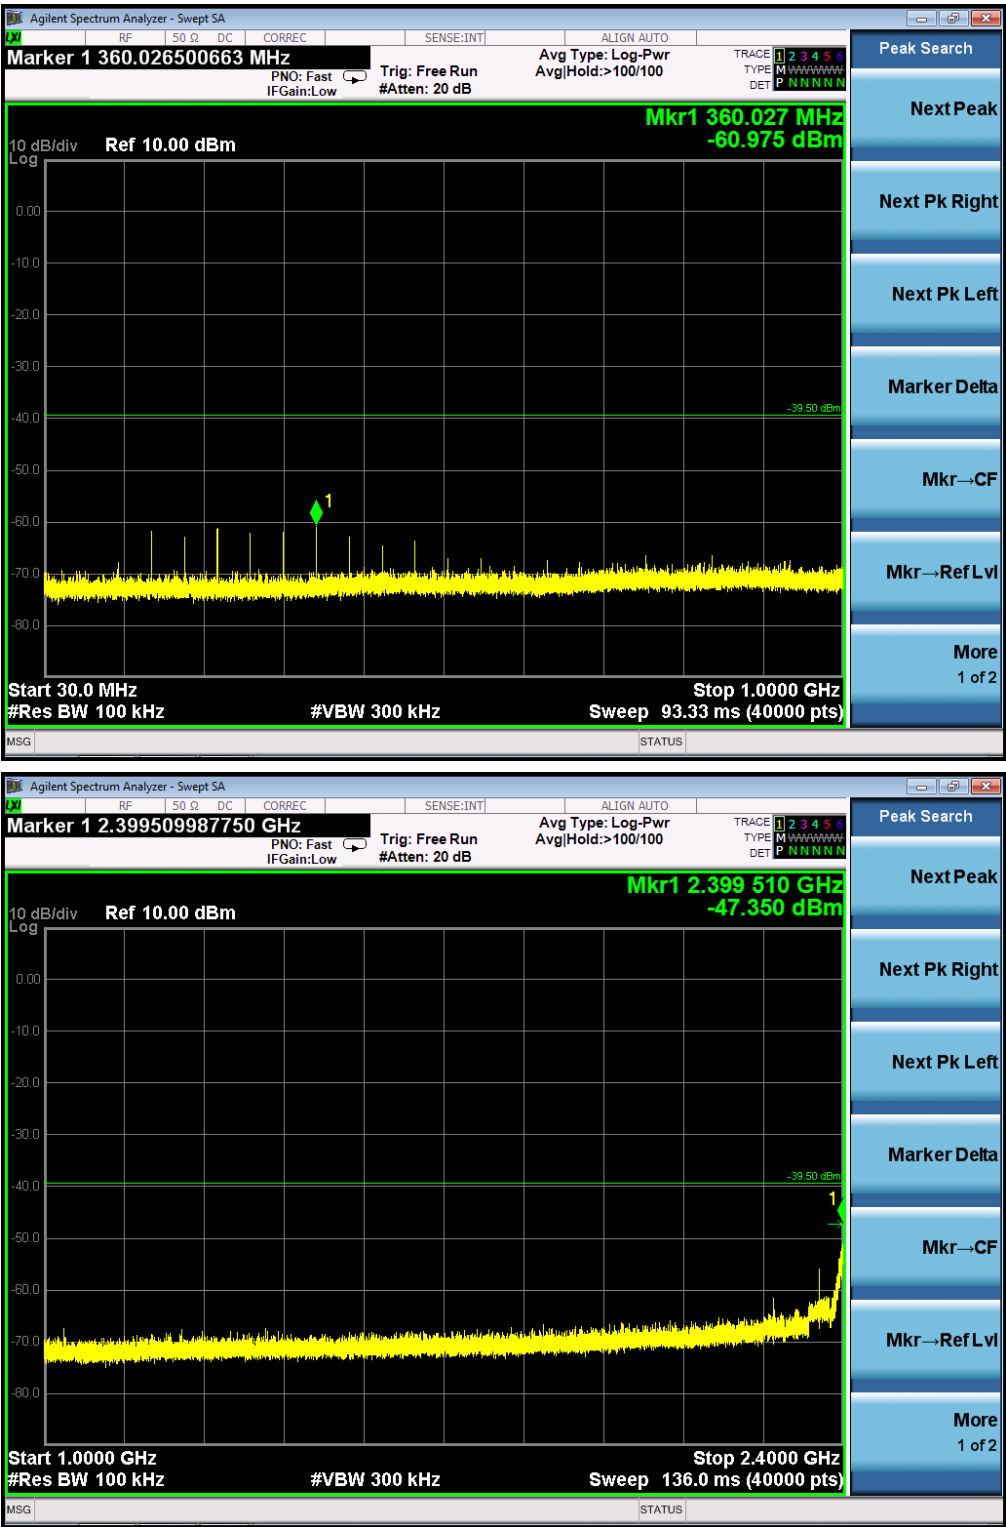 Agilent Spectrum Analyzer - Swept SA
LXI RF 50 Ω DC CORREC SENSE:INT ALIGN AUTO
Marker 1 360.026500663 MHz
PNO: Fast
IFGain:Low
Trig: Free Run
#Atten: 20 dB
Avg Type: Log-Pwr
Avg|Hold:>100/100
TRACE 1 2 3 4 5 6
TYPE M WWWWW
DET P N N N N N
Mkr1 360.027 MHz
-60.975 dBm
10 dB/div Ref 10.00 dBm
Log
0.00
-10.0
-20.0
-30.0
-39.50 dBm
-40.0
-50.0
1
-60.0
-70.0
-80.0
Start 30.0 MHz Stop 1.0000 GHz
#Res BW 100 kHz #VBW 300 kHz Sweep 93.33 ms (40000 pts)
MSG STATUS
Peak Search
Next Peak
Next Pk Right
Next Pk Left
Marker Delta
Mkr→CF
Mkr→Ref Lvl
More
1 of 2
Agilent Spectrum Analyzer - Swept SA
LXI RF 50 Ω DC CORREC SENSE:INT ALIGN AUTO
Marker 1 2.399509987750 GHz
PNO: Fast
IFGain:Low
Trig: Free Run
#Atten: 20 dB
Avg Type: Log-Pwr
Avg|Hold:>100/100
TRACE 1 2 3 4 5 6
TYPE M WWWWW
DET P N N N N N
Mkr1 2.399 510 GHz
-47.350 dBm
10 dB/div Ref 10.00 dBm
Log
0.00
-10.0
-20.0
-30.0
-39.50 dBm
-40.0
1
-50.0
-60.0
-70.0
-80.0
Start 1.0000 GHz Stop 2.4000 GHz
#Res BW 100 kHz #VBW 300 kHz Sweep 136.0 ms (40000 pts)
MSG STATUS
Peak Search
Next Peak
Next Pk Right
Next Pk Left
Marker Delta
Mkr→CF
Mkr→Ref Lvl
More
1 of 2